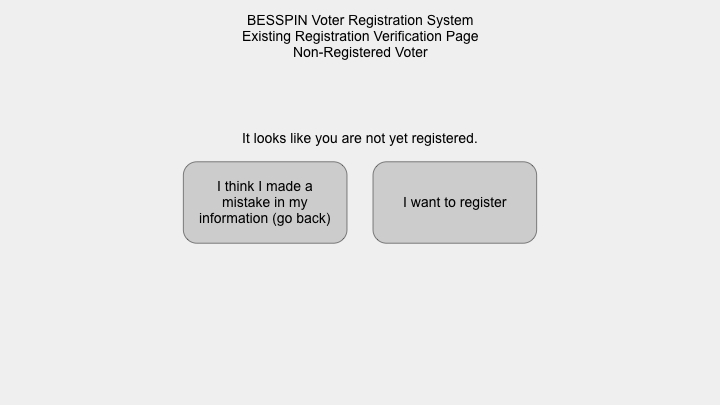 BESSPIN Voter Registration System
Existing Registration Verification Page
Non-Registered Voter
It looks like you are not yet registered.
I think I made a
mistake in my
information (go back)
I want to register